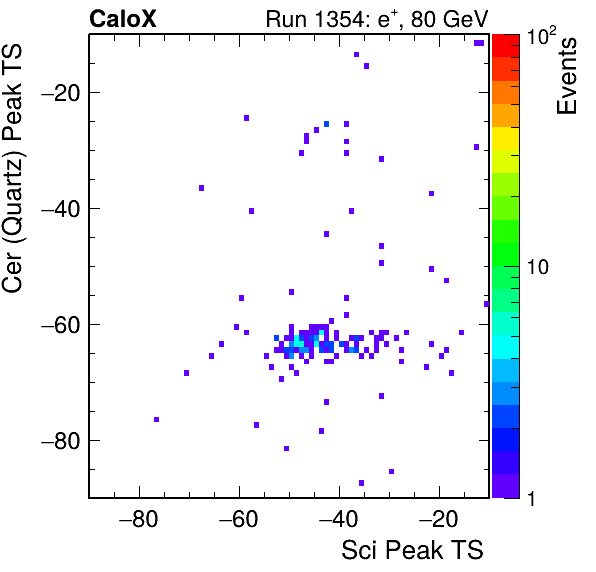 CaloX Run 1354: e⁺, 80 GeV
Cer (Quartz) Peak TS
−20
−40
−60
−80
−80 −60 −40 −20
Sci Peak TS
10²
10
1
Events